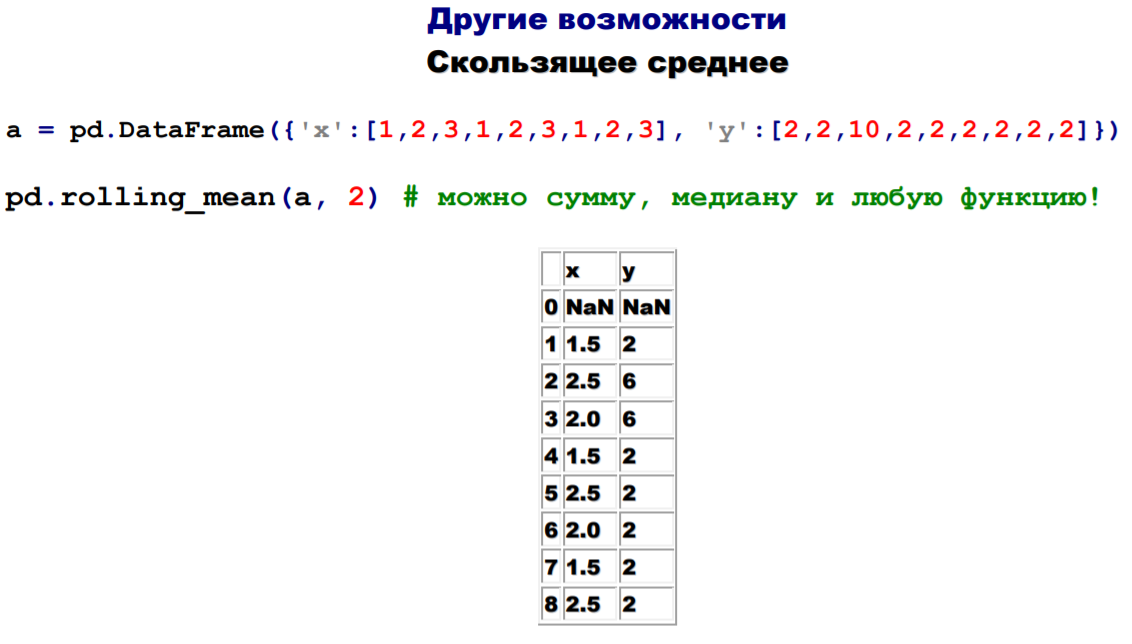 Другие возможности
Скользящее среднее
a = pd.DataFrame({'x':[1,2,3,1,2,3,1,2,3], 'y':[2,2,10,2,2,2,2,2,2]})
pd.rolling_mean(a, 2) # можно сумму, медиану и любую функцию!
x y
0 NaN NaN
1 1.5 2
2 2.5 6
3 2.0 6
4 1.5 2
5 2.5 2
6 2.0 2
7 1.5 2
8 2.5 2